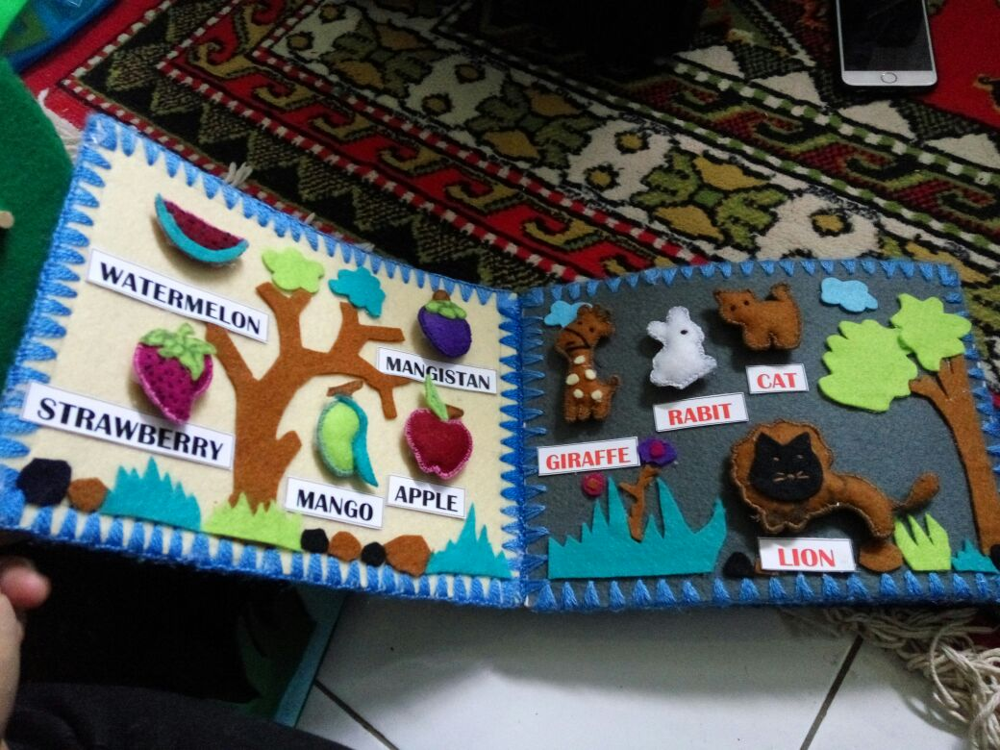 WATERMELON
STRAWBERRY
MANGISTAN
MANGO
APPLE
GIRAFFE
RABIT
CAT
LION